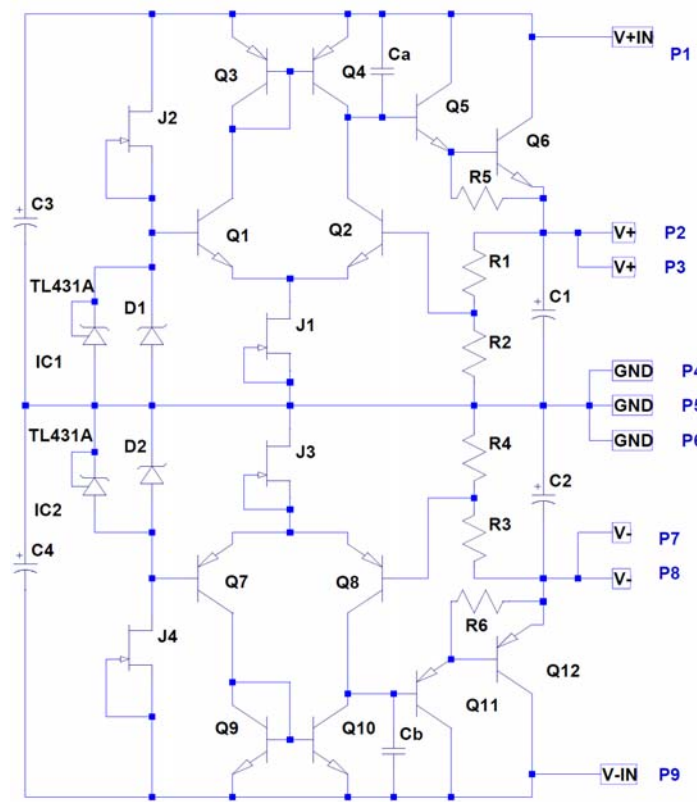 V+IN P1
Q3 Q4 Ca
Q5
J2
Q6
R5
C3
Q1 Q2 V+ P2
R1 V+ P3
TL431A
D1
C1
J1
IC1 R2
GND P4
GND P5
TL431A
D2
GND P6
J3 R4
C2
IC2
R3
V- P7
C4
Q7 Q8 V- P8
R6
J4
Q12
Q11
Q9 Q10 Cb
V-IN P9